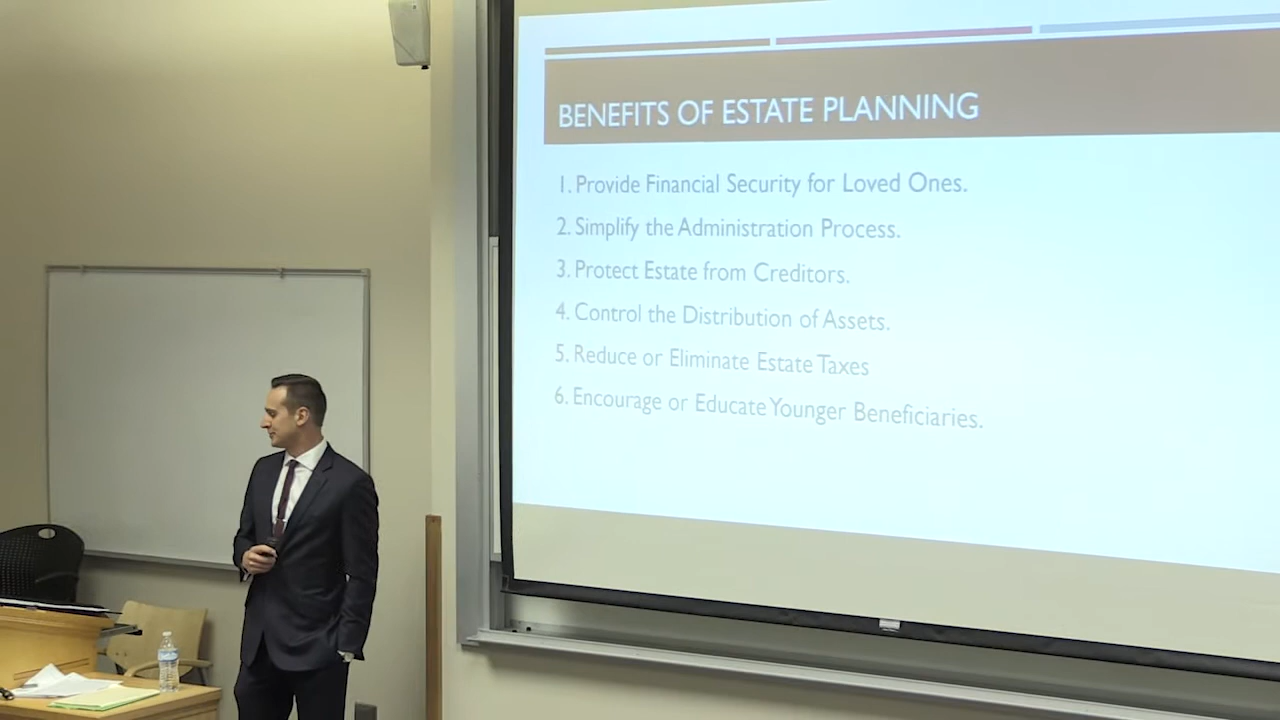 BENEFITS OF ESTATE PLANNING
1. Provide Financial Security for Loved Ones.
2. Simplify the Administration Process.
3. Protect Estate from Creditors.
4. Control the Distribution of Assets.
5. Reduce or Eliminate Estate Taxes
6. Encourage or Educate Younger Beneficiaries.